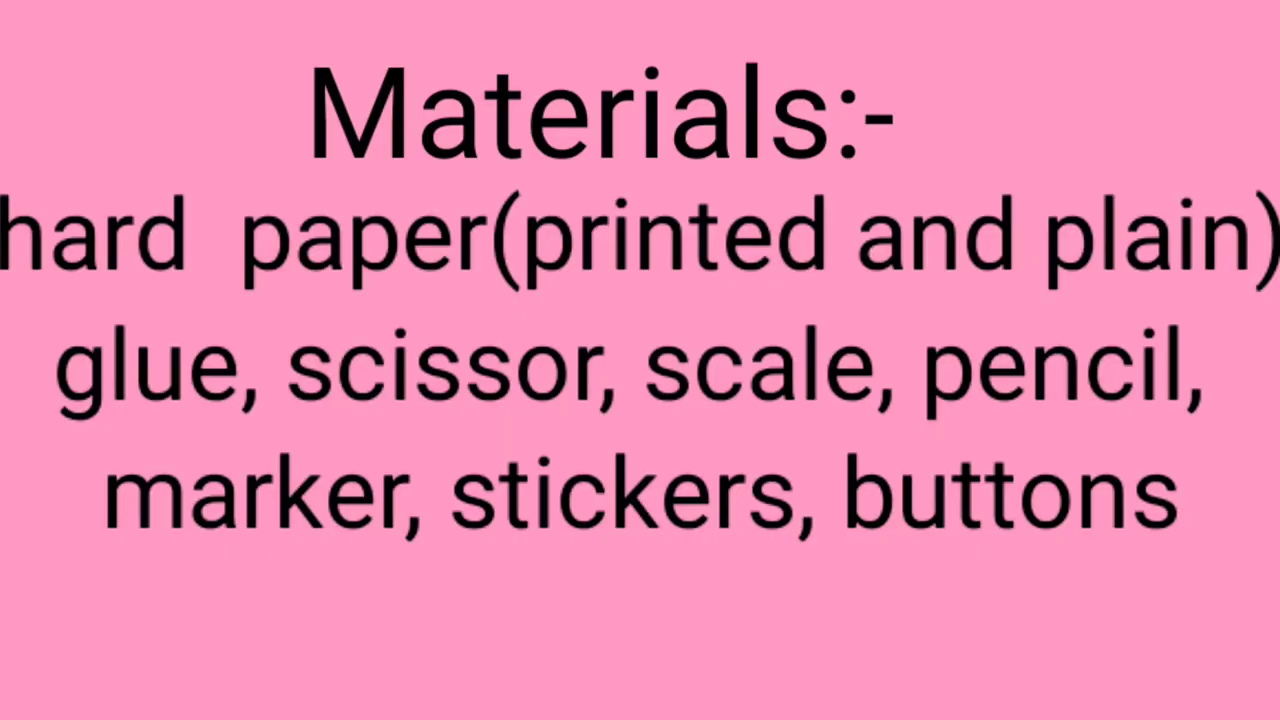 Materials:-
hard  paper(printed and plain)
glue, scissor, scale, pencil,
marker, stickers, buttons